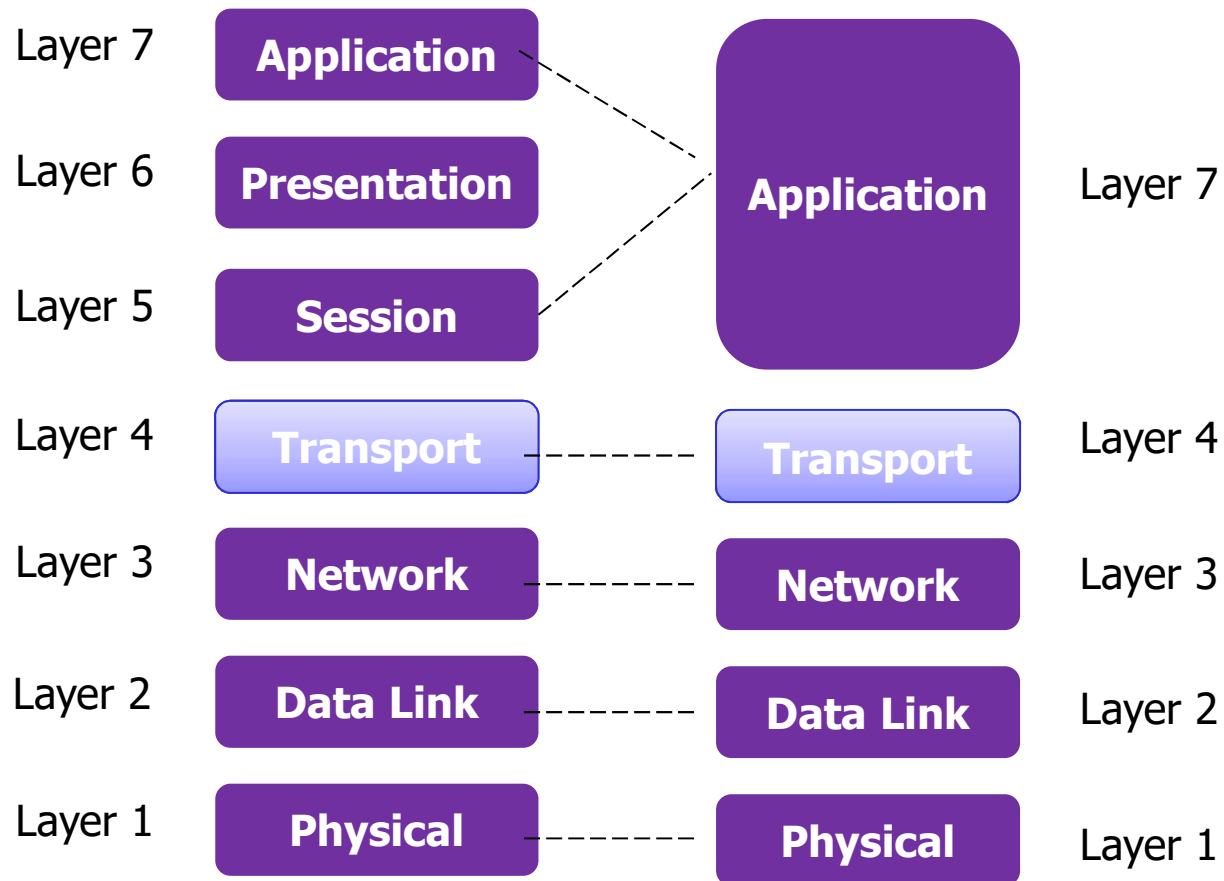 Layer 7
Application
Layer 6
Presentation
Layer 5
Session
Layer 4
Transport
Layer 3
Network
Layer 2
Data Link
Layer 1
Physical
Application
Layer 7
Transport
Layer 4
Network
Layer 3
Data Link
Layer 2
Physical
Layer 1